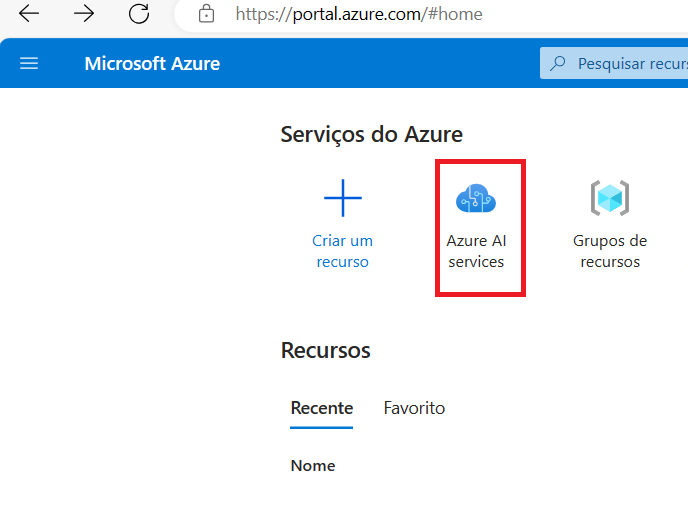 https://portal.azure.com/#home
Microsoft Azure
Pesquisar recur
Serviços do Azure
Criar um
recurso
Azure AI
services
Grupos de
recursos
Recursos
Recente Favorito
Nome